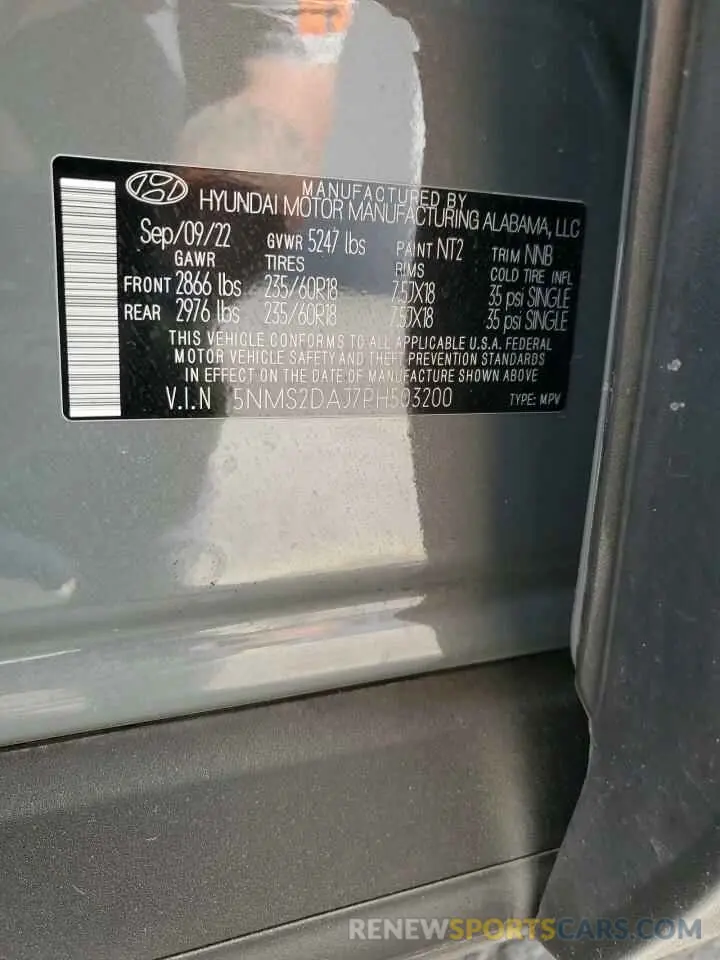 MANUFACTURED BY
HYUNDAI MOTOR MANUFACTURING ALABAMA, LLC
Sep/09/22 GVWR 5247 lbs PAINT NT2 TRIM NNB
GAWR TIRES RIMS COLD TIRE INFL
FRONT 2866 lbs 235/60R18 7.5JX18 35 psi SINGLE
REAR 2976 lbs 235/60R18 7.5JX18 35 psi SINGLE
THIS VEHICLE CONFORMS TO ALL APPLICABLE U.S.A. FEDERAL
MOTOR VEHICLE SAFETY AND THEFT PREVENTION STANDARDS
IN EFFECT ON THE DATE OF MANUFACTURE SHOWN ABOVE
V.I.N 5NMS2DAJ7PH503200 TYPE: MPV
RENEWSPORTSCARS.COM